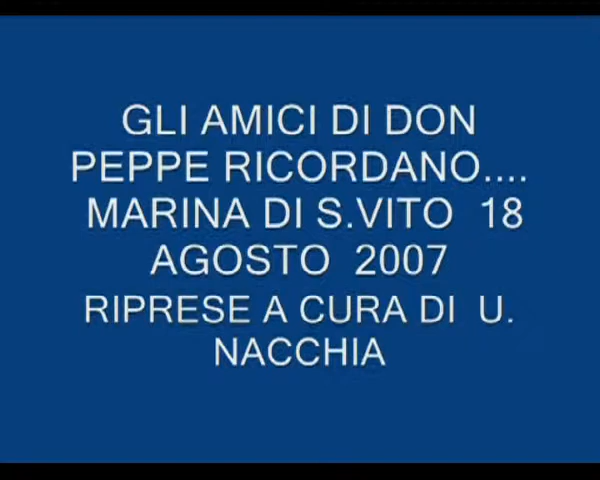 GLI AMICI DI DON
PEPPE RICORDANO....
MARINA DI S.VITO 18
AGOSTO 2007
RIPRESE A CURA DI U.
NACCHIA